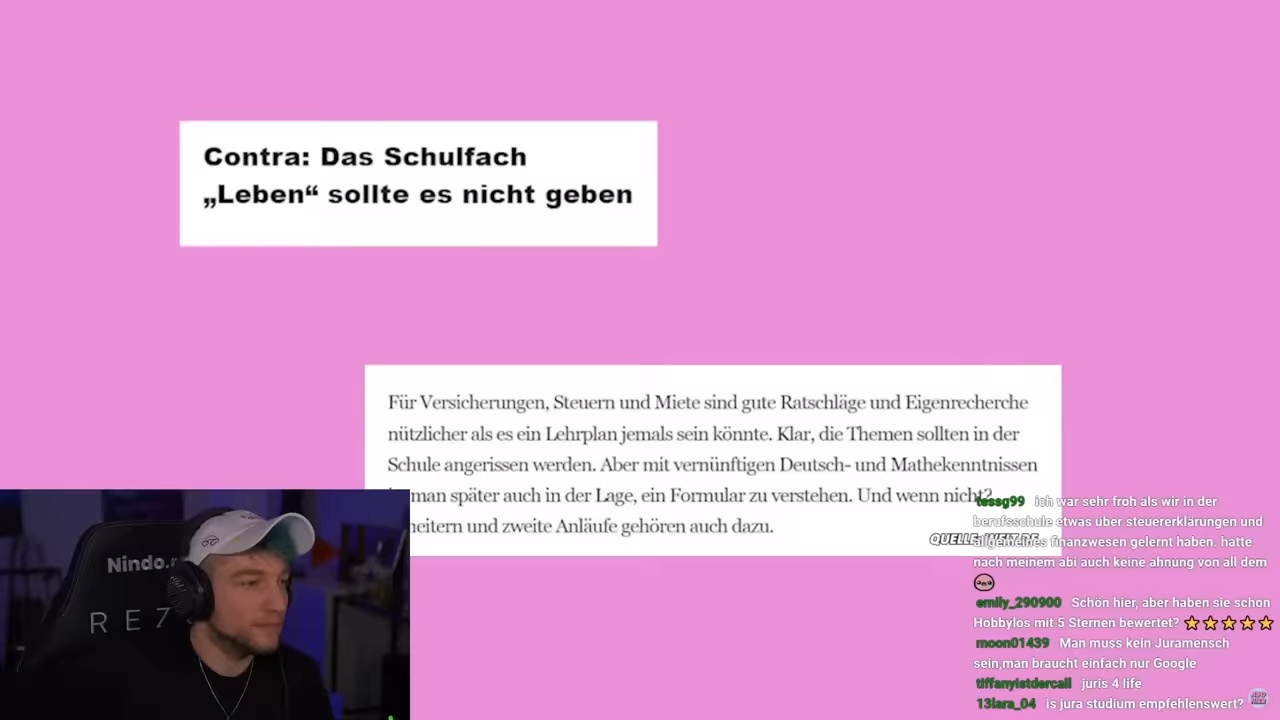 Contra: Das Schulfach
„Leben“ sollte es nicht geben
Für Versicherungen, Steuern und Miete sind gute Ratschläge und Eigenrecherche
nützlicher als es ein Lehrplan jemals sein könnte. Klar, die Themen sollten in der
Schule angerissen werden. Aber mit vernünftigen Deutsch- und Mathekenntnissen
man später auch in der Lage, ein Formular zu verstehen. Und wenn nicht?
und zweite Anläufe gehören auch dazu.
QUELLE: WELT.DE
Nindo.
REZ
tessg99 ich war sehr froh als wir in der
berufsschule etwas über steuererklärungen und
allgemeines finanzwesen gelernt haben. hatte
nach meinem abi auch keine ahnung von all dem
emily_290900 Schön hier, aber haben sie schon
Hobbylos mit 5 Sternen bewertet?
moon01439 Man muss kein Juramensch
sein,man braucht einfach nur Google
tiffanyistdercall juris 4 life
13lara_04 is jura studium empfehlenswert?